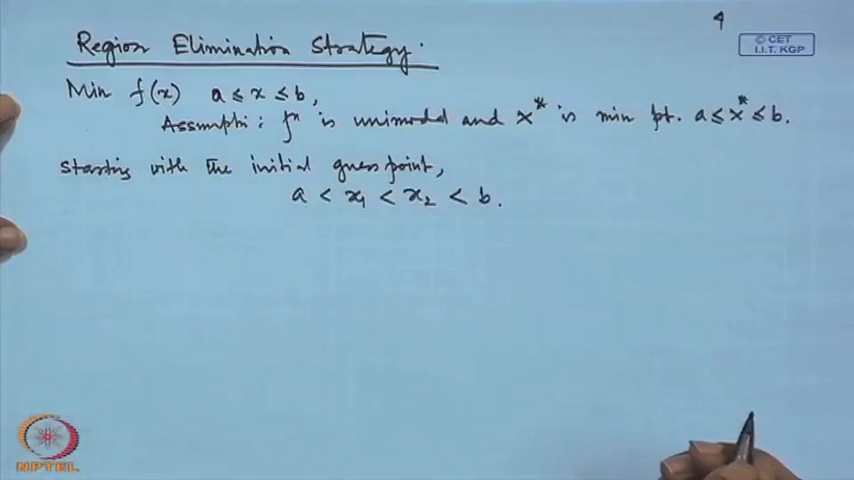 4
© CET
I.I.T. KGP
Region Elimination Strategy.
Min f(x) a ≤ x ≤ b,
Assumpti: fⁿ is unimodal and x* is min pt. a ≤ x* ≤ b.
starting with the initial guess point,
a < x₁ < x₂ < b.
NPTEL